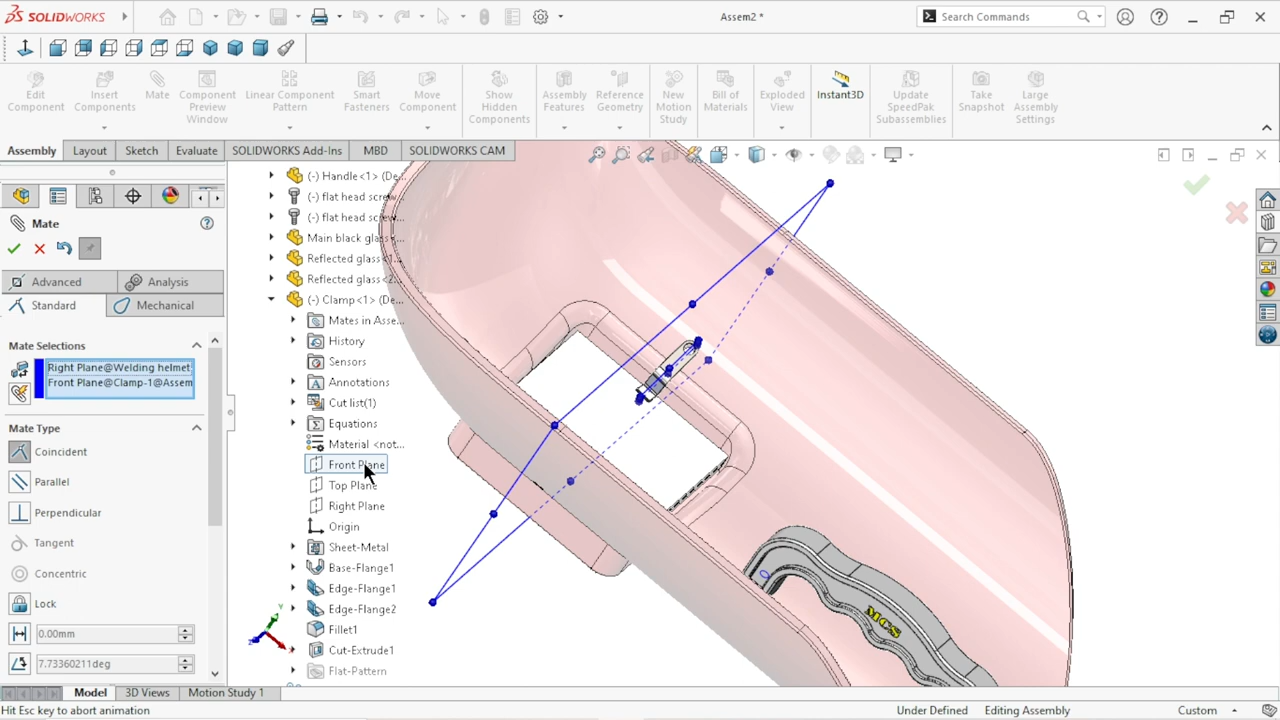 SOLIDWORKS
Assem2 *
Search Commands
Edit Component
Insert Components
Mate
Component Preview Window
Linear Component Pattern
Smart Fasteners
Move Component
Show Hidden Components
Assembly Features
Reference Geometry
New Motion Study
Bill of Materials
Exploded View
Instant3D
Update SpeedPak Subassemblies
Take Snapshot
Large Assembly Settings
Assembly
Layout
Sketch
Evaluate
SOLIDWORKS Add-Ins
MBD
SOLIDWORKS CAM
Mate
Advanced
Analysis
Standard
Mechanical
Mate Selections
Right Plane@Welding helmet
Front Plane@Clamp-1@Assem
Mate Type
Coincident
Parallel
Perpendicular
Tangent
Concentric
Lock
0.00mm
7.73360211deg
(-) Handle<1> (De...
(-) flat head screw...
(-) flat head screw...
Main black glas
Reflected glass<1
Reflected glass<2
(-) Clamp<1> (De...
Mates in Asse...
History
Sensors
Annotations
Cut list(1)
Equations
Material <not...
Front Plane
Top Plane
Right Plane
Origin
Sheet-Metal
Base-Flange1
Edge-Flange1
Edge-Flange2
Fillet1
Cut-Extrude1
Flat-Pattern
MCS
Model
3D Views
Motion Study 1
Hit Esc key to abort animation
Under Defined
Editing Assembly
Custom